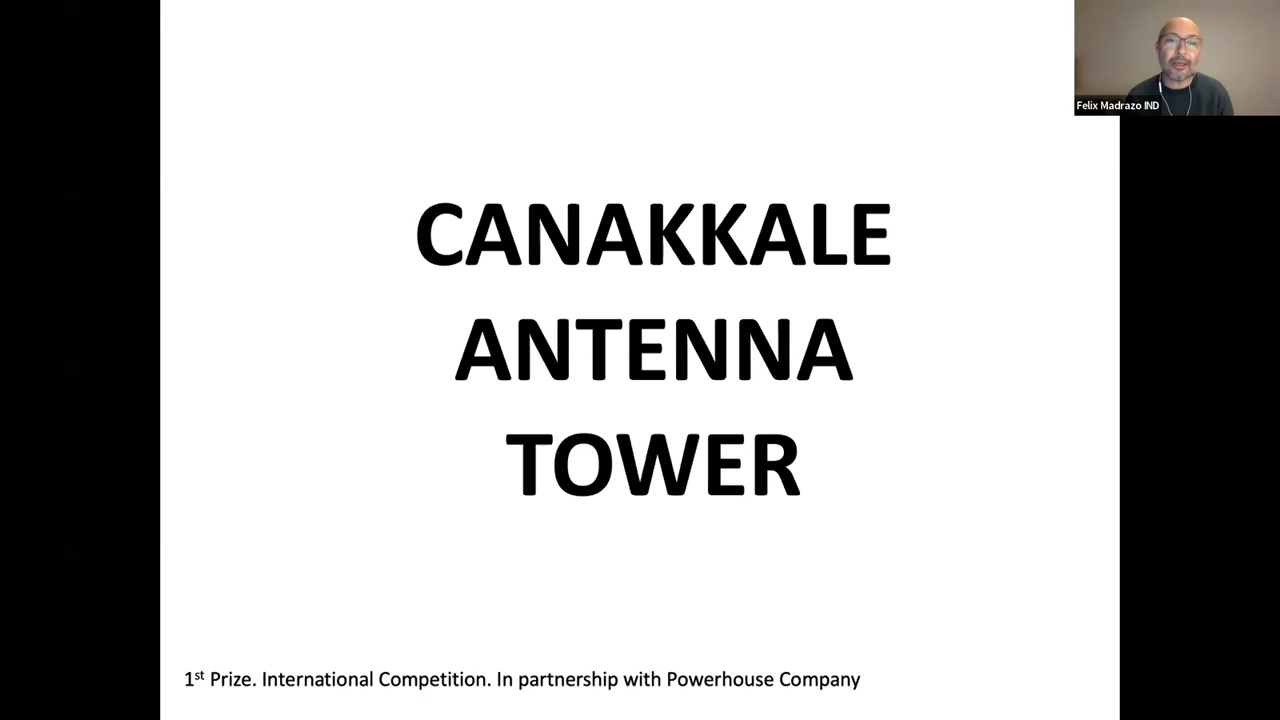 Felix Madrazo IND
CANAKKALE
ANTENNA
TOWER
1st Prize. International Competition. In partnership with Powerhouse Company